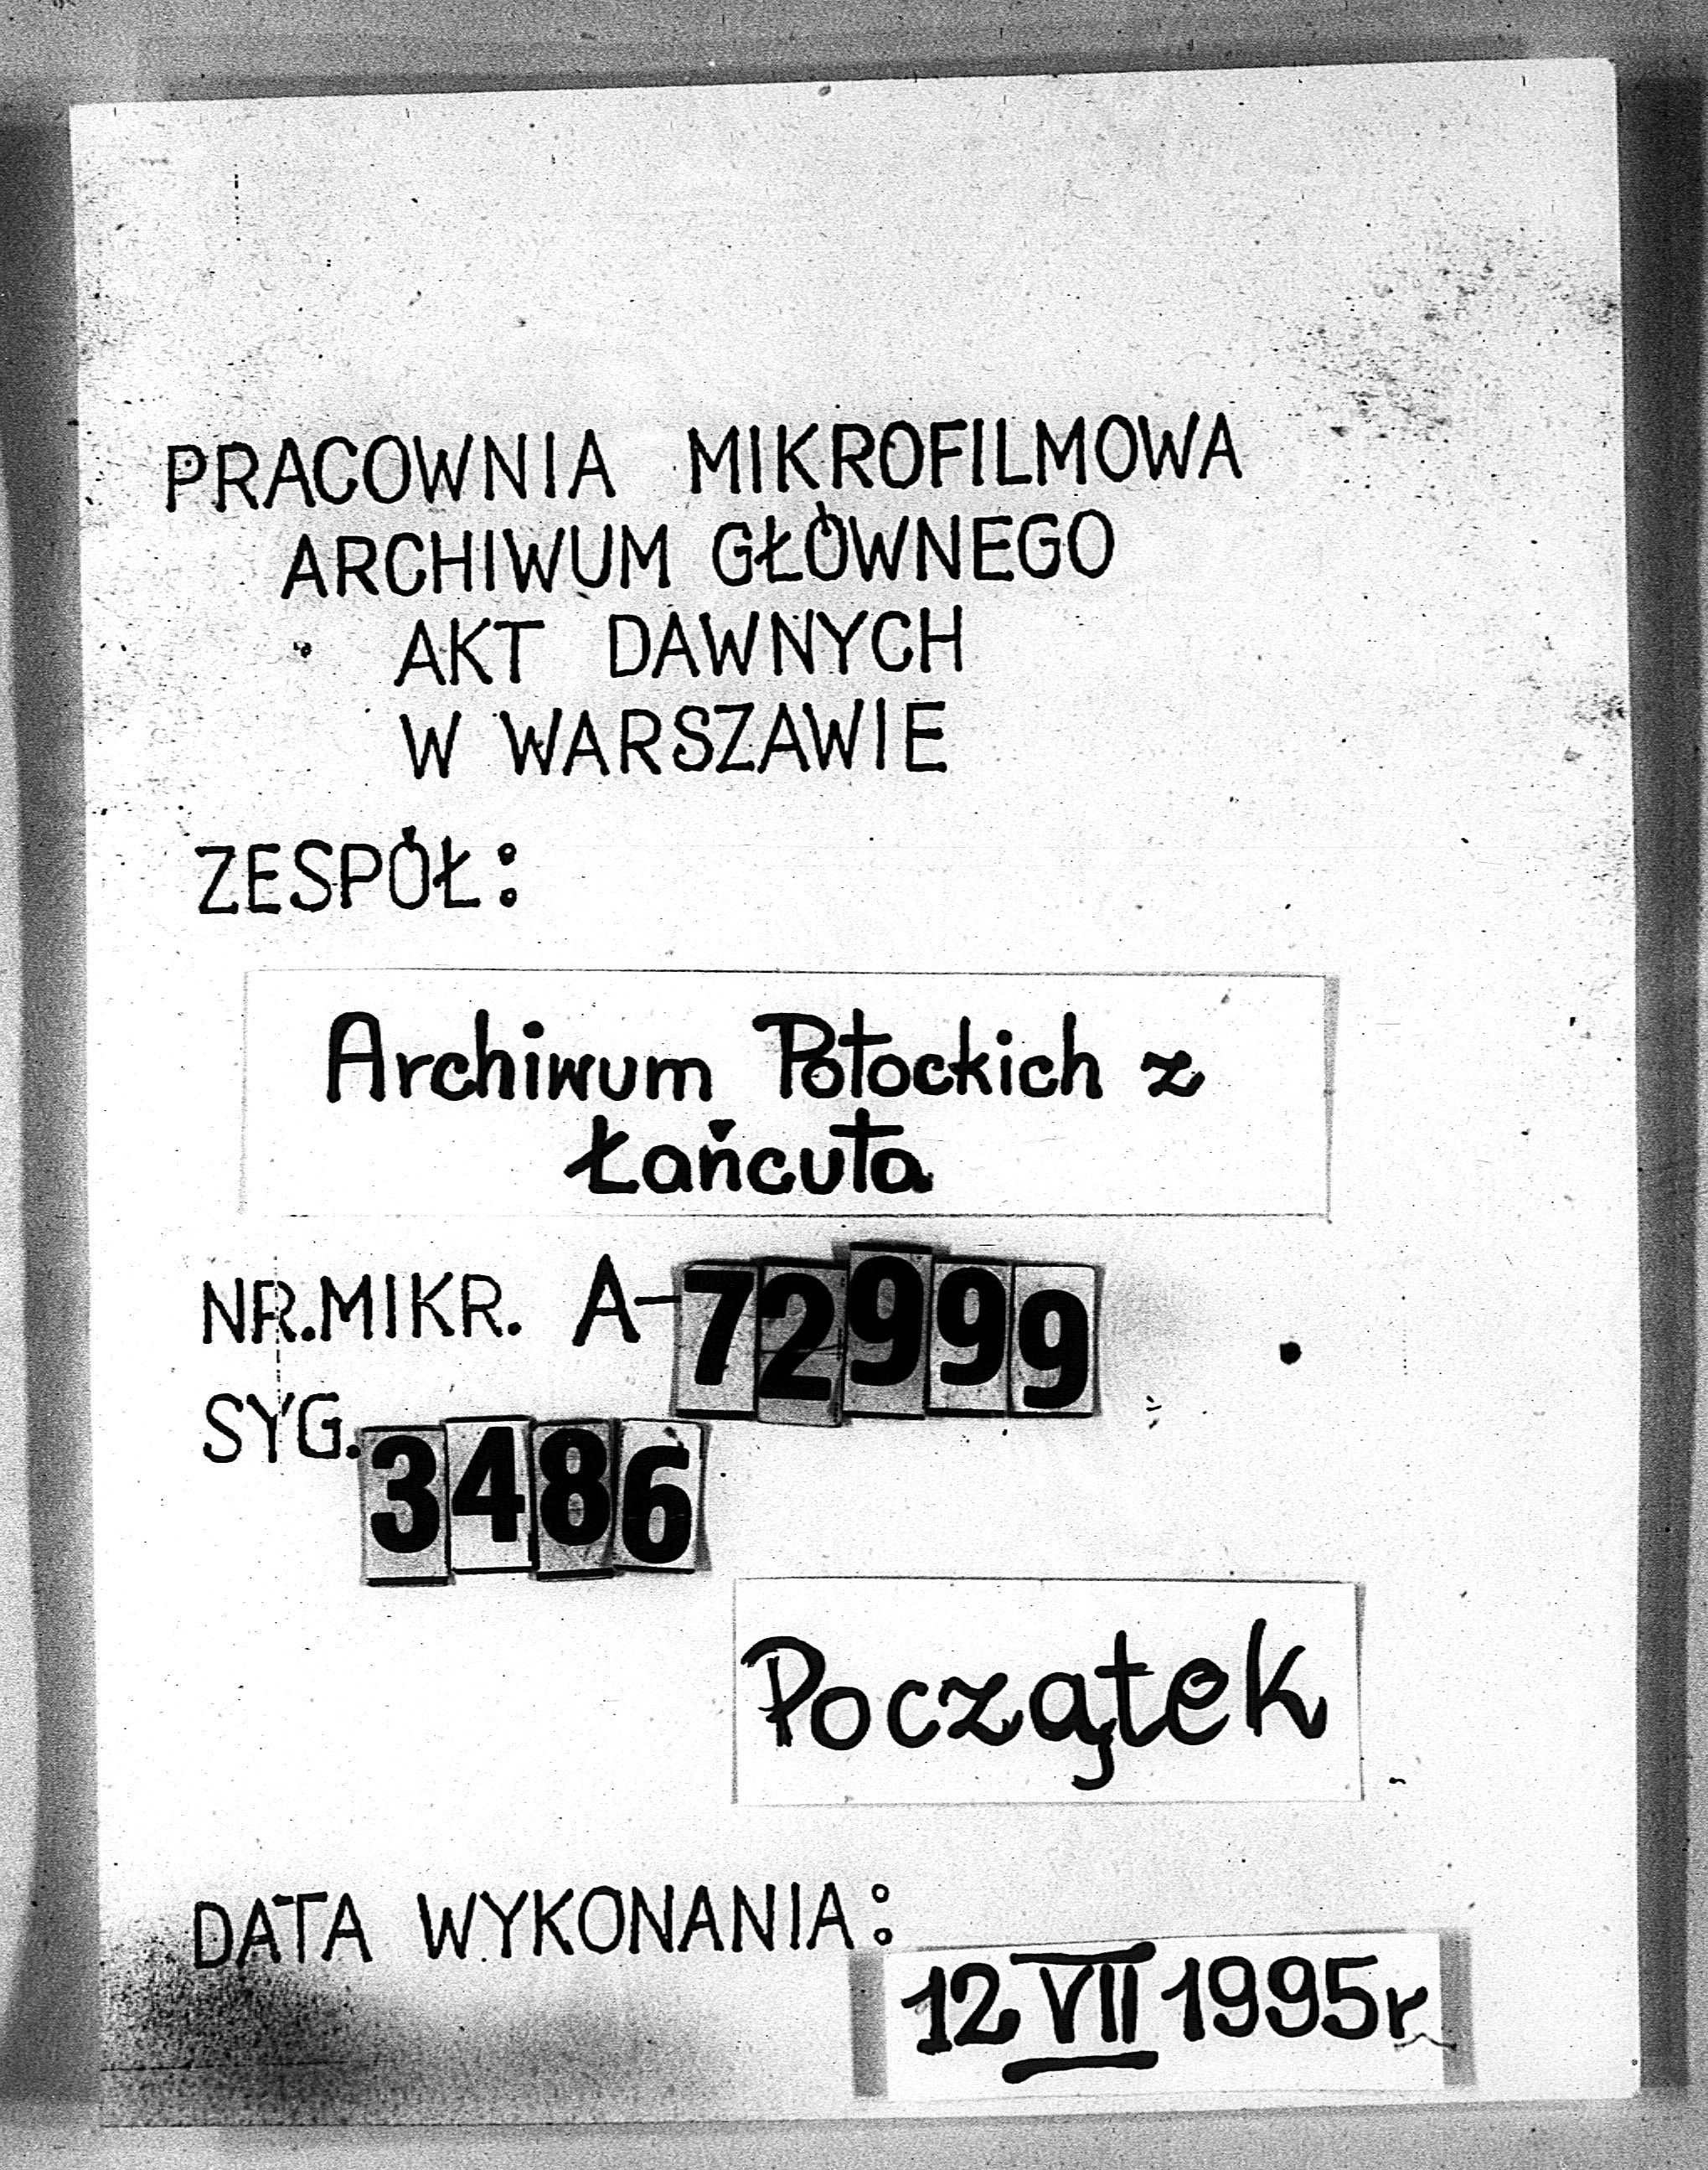 PRACOWNIA MIKROFILMOWA
ARCHIWUM GŁÓWNEGO
AKT DAWNYCH
W WARSZAWIE
ZESPÓŁ:
Archiwum Potockich z
Łańcuta
NR.MIKR. A-72999
SYG. 3486
Początek
DATA WYKONANIA:
12 VII 1995r